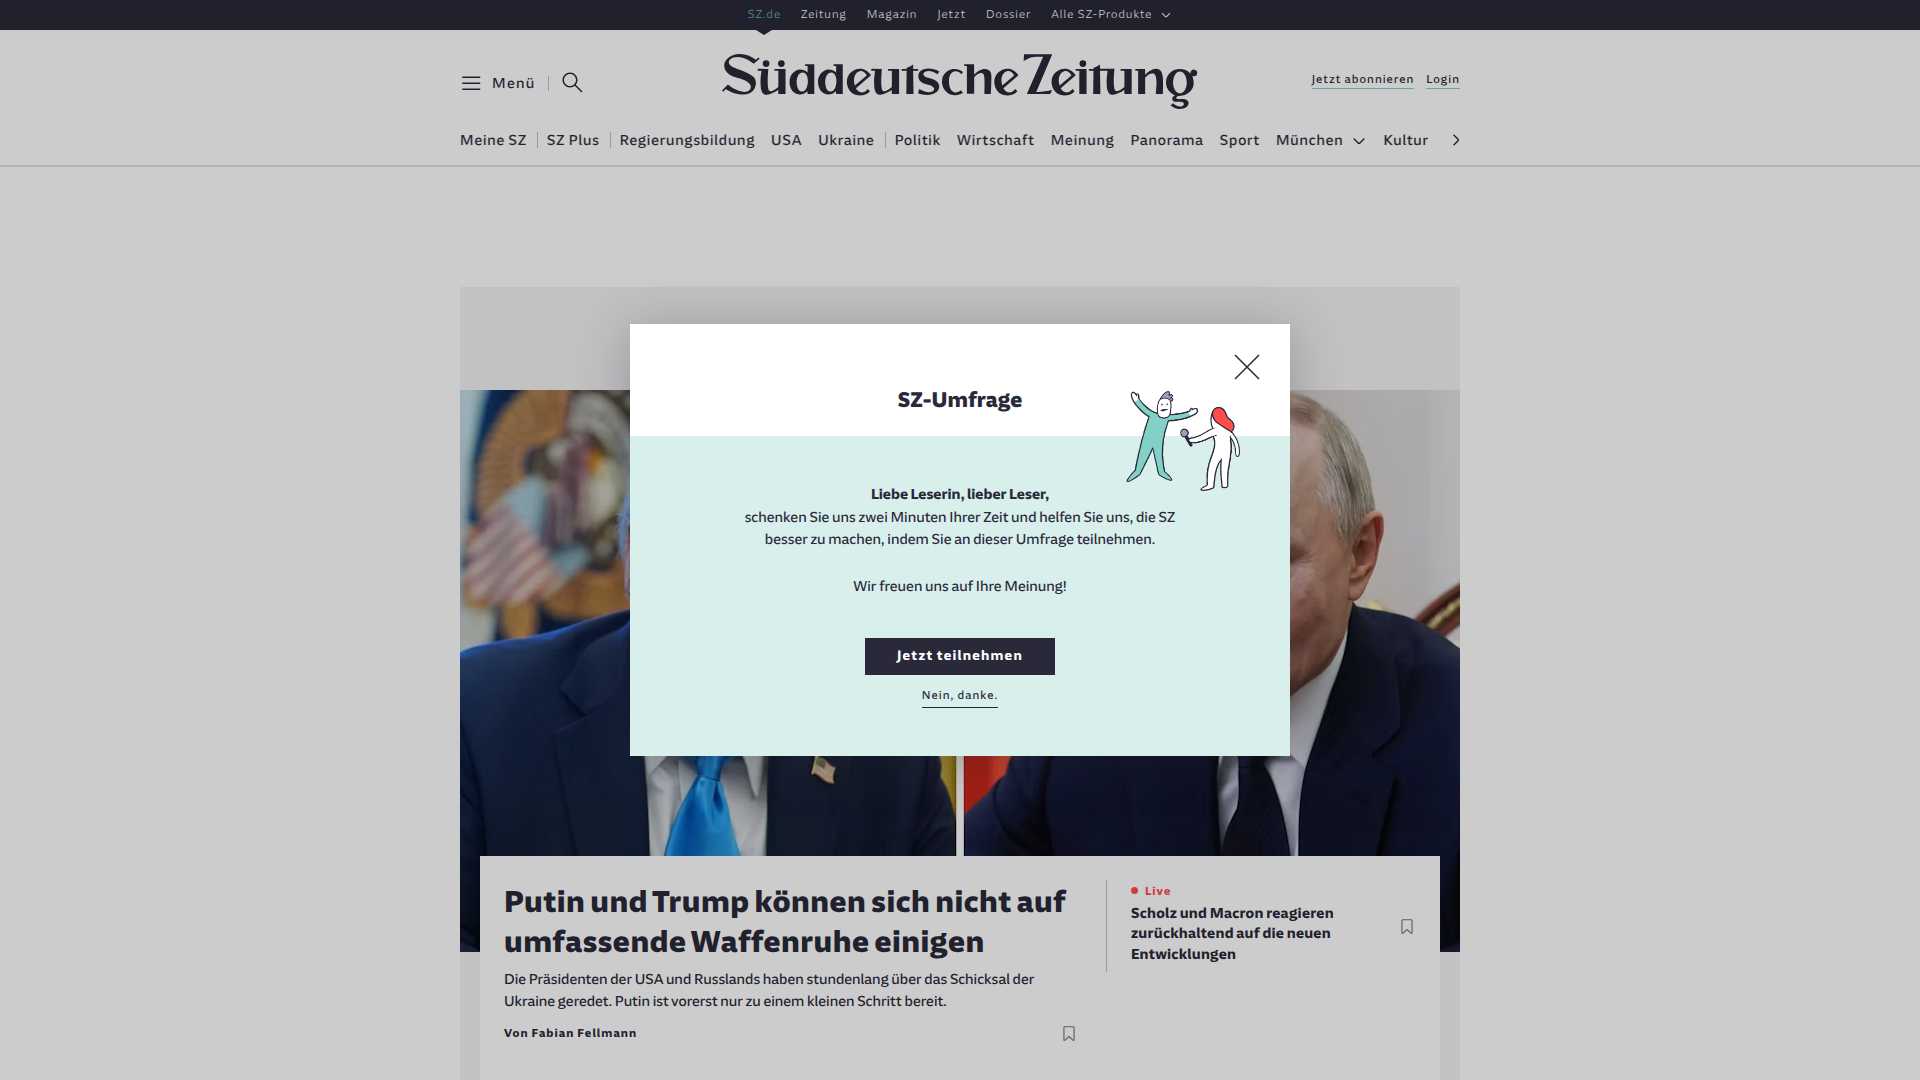 SZ.de Zeitung Magazin Jetzt Dossier Alle SZ-Produkte
Menü
Süddeutsche Zeitung
Jetzt abonnieren Login
Meine SZ SZ Plus Regierungsbildung USA Ukraine Politik Wirtschaft Meinung Panorama Sport München Kultur
SZ-Umfrage
Liebe Leserin, lieber Leser,
schenken Sie uns zwei Minuten Ihrer Zeit und helfen Sie uns, die SZ
besser zu machen, indem Sie an dieser Umfrage teilnehmen.
Wir freuen uns auf Ihre Meinung!
Jetzt teilnehmen
Nein, danke.
Putin und Trump können sich nicht auf
umfassende Waffenruhe einigen
Die Präsidenten der USA und Russlands haben stundenlang über das Schicksal der
Ukraine geredet. Putin ist vorerst nur zu einem kleinen Schritt bereit.
Von Fabian Fellmann
Live
Scholz und Macron reagieren
zurückhaltend auf die neuen
Entwicklungen